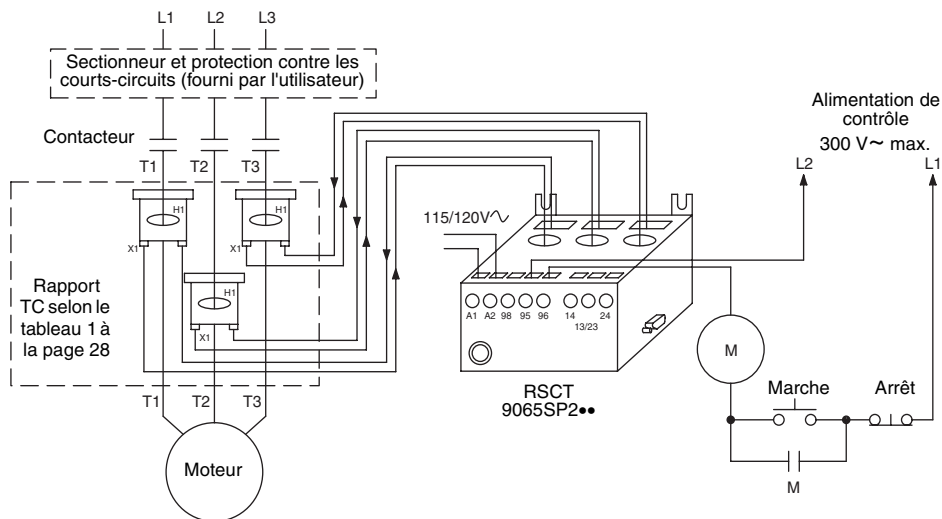 L1 L2 L3
Sectionneur et protection contre les
courts-circuits (fourni par l'utilisateur)
Contacteur
T1 T2 T3
H1 H1
X1 X1
H1
X1
Rapport
TC selon le
tableau 1 à
la page 28
T1 T2 T3
Moteur
115/120V
A1 A2 98 95 96 14 13/23 24
RSCT
9065SP2••
Alimentation de
contrôle
300 V~ max.
L2 L1
M
Marche Arrêt
M